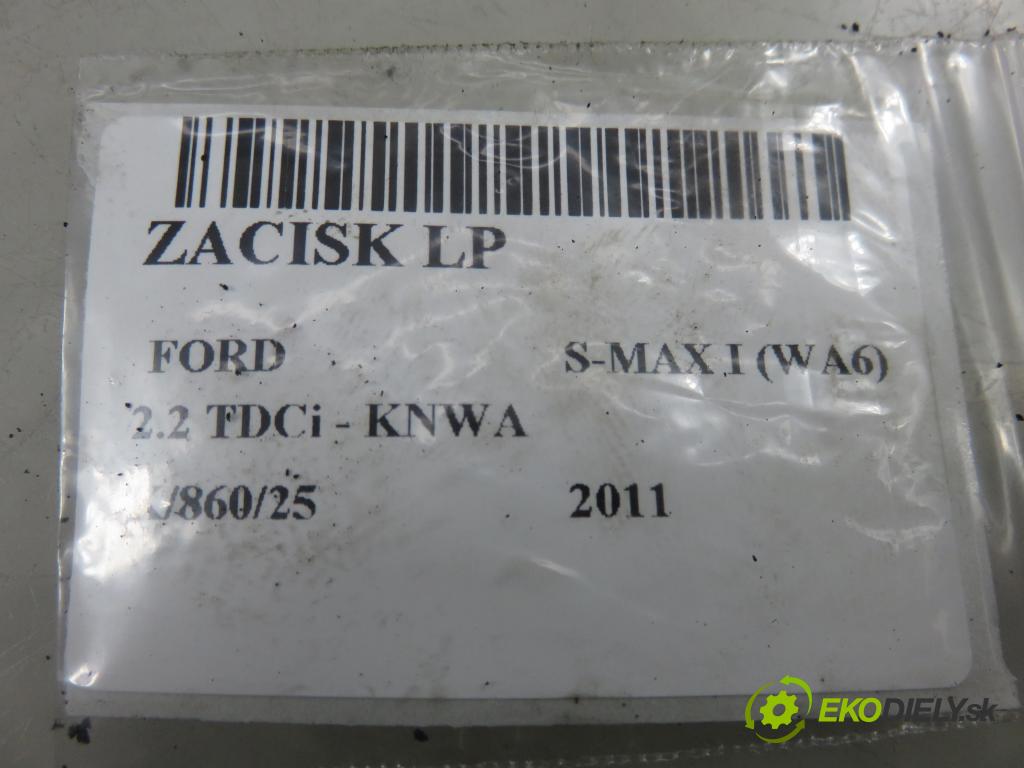 ZACISK LP
FORD S-MAX I (WA6)
2.2 TDCi - KNWA
/860/25 2011
EKODIELY.sk